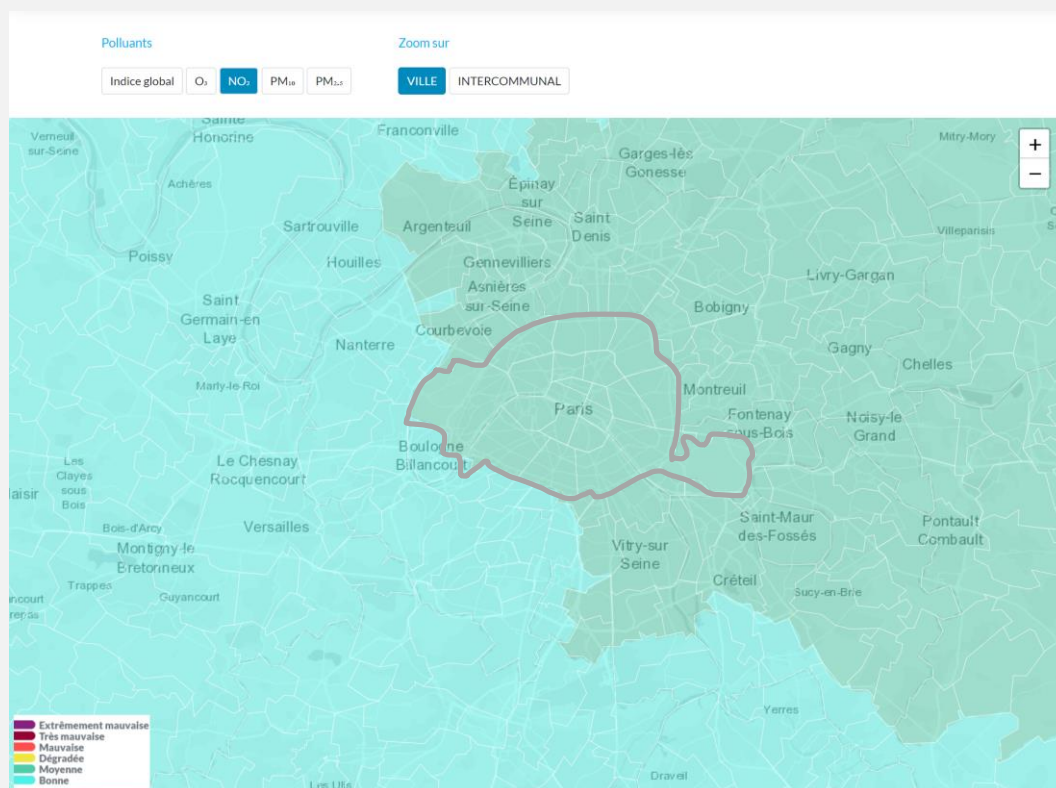 Polluants
Zoom sur
Indice global
O₃
NO₂
PM₁₀
PM₂.₅
VILLE
INTERCOMMUNAL
Sainte
Honorine
Franconville
Verneuil
sur-Seine
Mitry-Mory
+
−
Garges-lès
Gonesse
Achères
Épinay
sur
Seine
Saint
Denis
Sartrouville
Argenteuil
Villeparisis
Poissy
Houilles
Gennevilliers
Livry-Gargan
Asnières
sur-Seine
Saint
Germain-en
Laye
Bobigny
Courbevoie
Nanterre
Gagny
Chelles
Marly-le-Roi
Montreuil
Paris
Fontenay
sous-Bois
Noisy-le
Grand
Boulogne
Billancourt
Les
Clayes
sous
Bois
Le Chesnay
Rocquencourt
laisir
Bois-d'Arcy
Versailles
Saint-Maur
des-Fossés
Pontault
Combault
Montigny-le
Bretonneux
Vitry-sur
Seine
Trappes
Créteil
Guyancourt
Sucy-en-Brie
ncourt
repas
Yerres
Extrêmement mauvaise
Très mauvaise
Mauvaise
Dégradée
Moyenne
Bonne
Les Ulis
Draveil